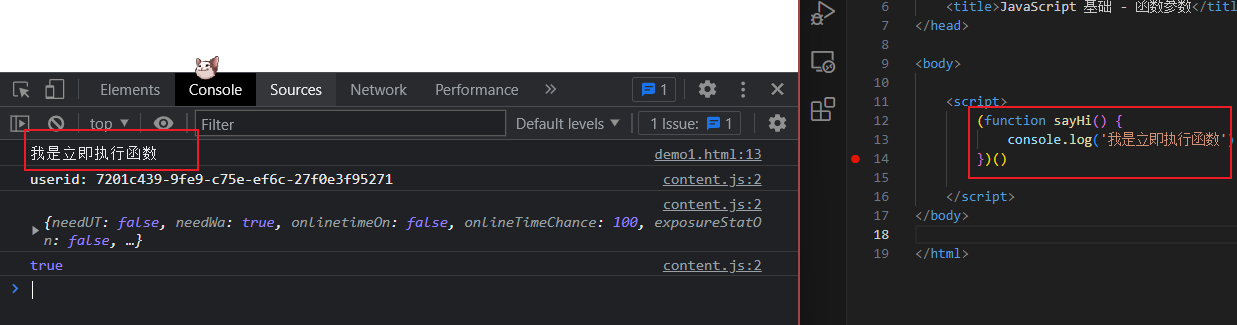 Elements Console Sources Network Performance » 1
top Filter Default levels 1 Issue: 1
我是立即执行函数 demo1.html:13
userid: 7201c439-9fe9-c75e-ef6c-27f0e3f95271 content.js:2
content.js:2
{needUT: false, needWa: true, onlinetimeOn: false, onlineTimeChance: 100, exposureStatO
n: false, …}
true content.js:2
>
6 <title>JavaScript 基础 - 函数参数</titl
7 </head>
8
9 <body>
10
11 <script>
12 (function sayHi() {
13 console.log('我是立即执行函数')
14 })()
15
16 </script>
17 </body>
18
19 </html>